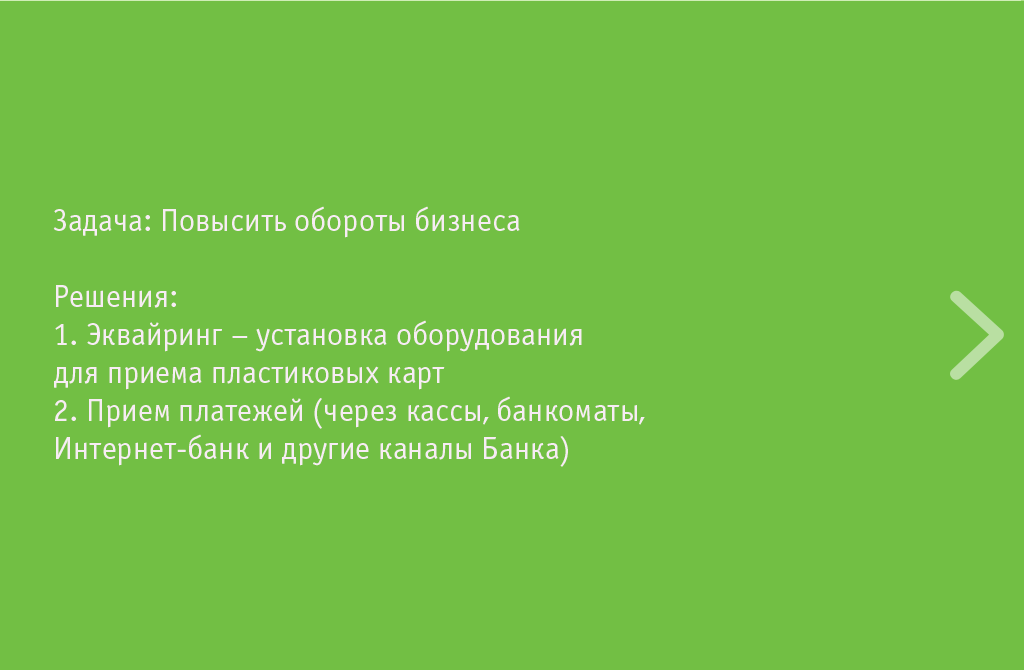 Задача: Повысить обороты бизнеса
Решения:
1. Эквайринг – установка оборудования
для приема пластиковых карт
2. Прием платежей (через кассы, банкоматы,
Интернет-банк и другие каналы Банка)